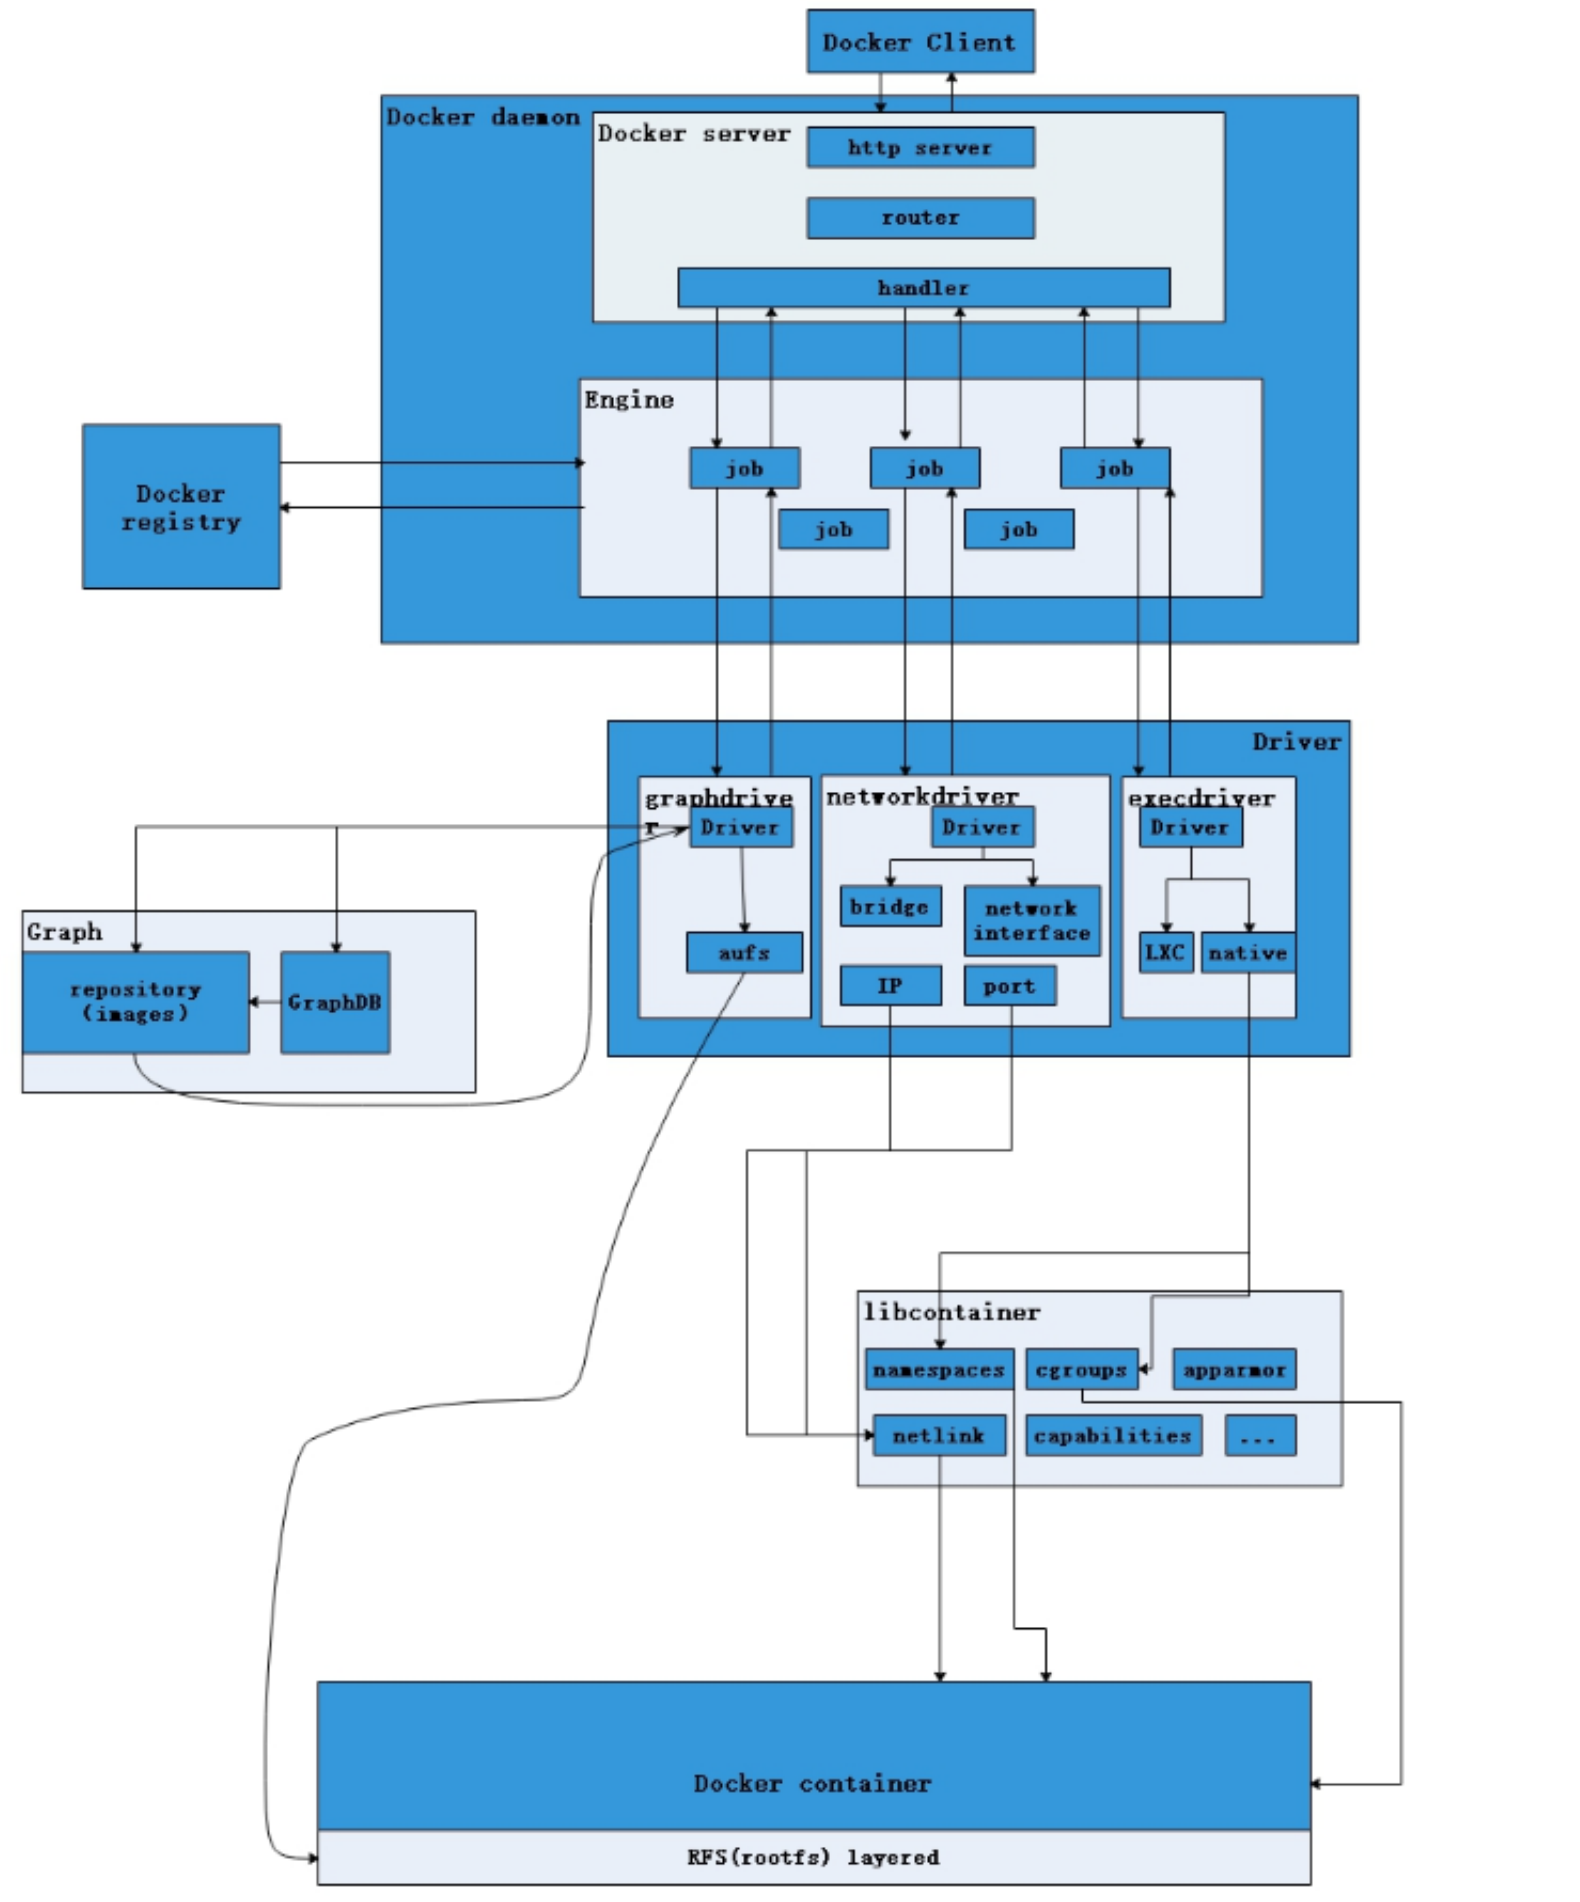 Docker Client
Docker daemon
Docker server
http server
router
handler
Engine
job
job
job
job
job
Docker
registry
Driver
graphdrive
r
Driver
aufs
networkdriver
Driver
bridge
network
interface
IP
port
execdriver
Driver
LXC
native
Graph
repository
(images)
GraphDB
libcontainer
namespaces
cgroups
apparmor
netlink
capabilities
...
Docker container
RFS(rootfs) layered